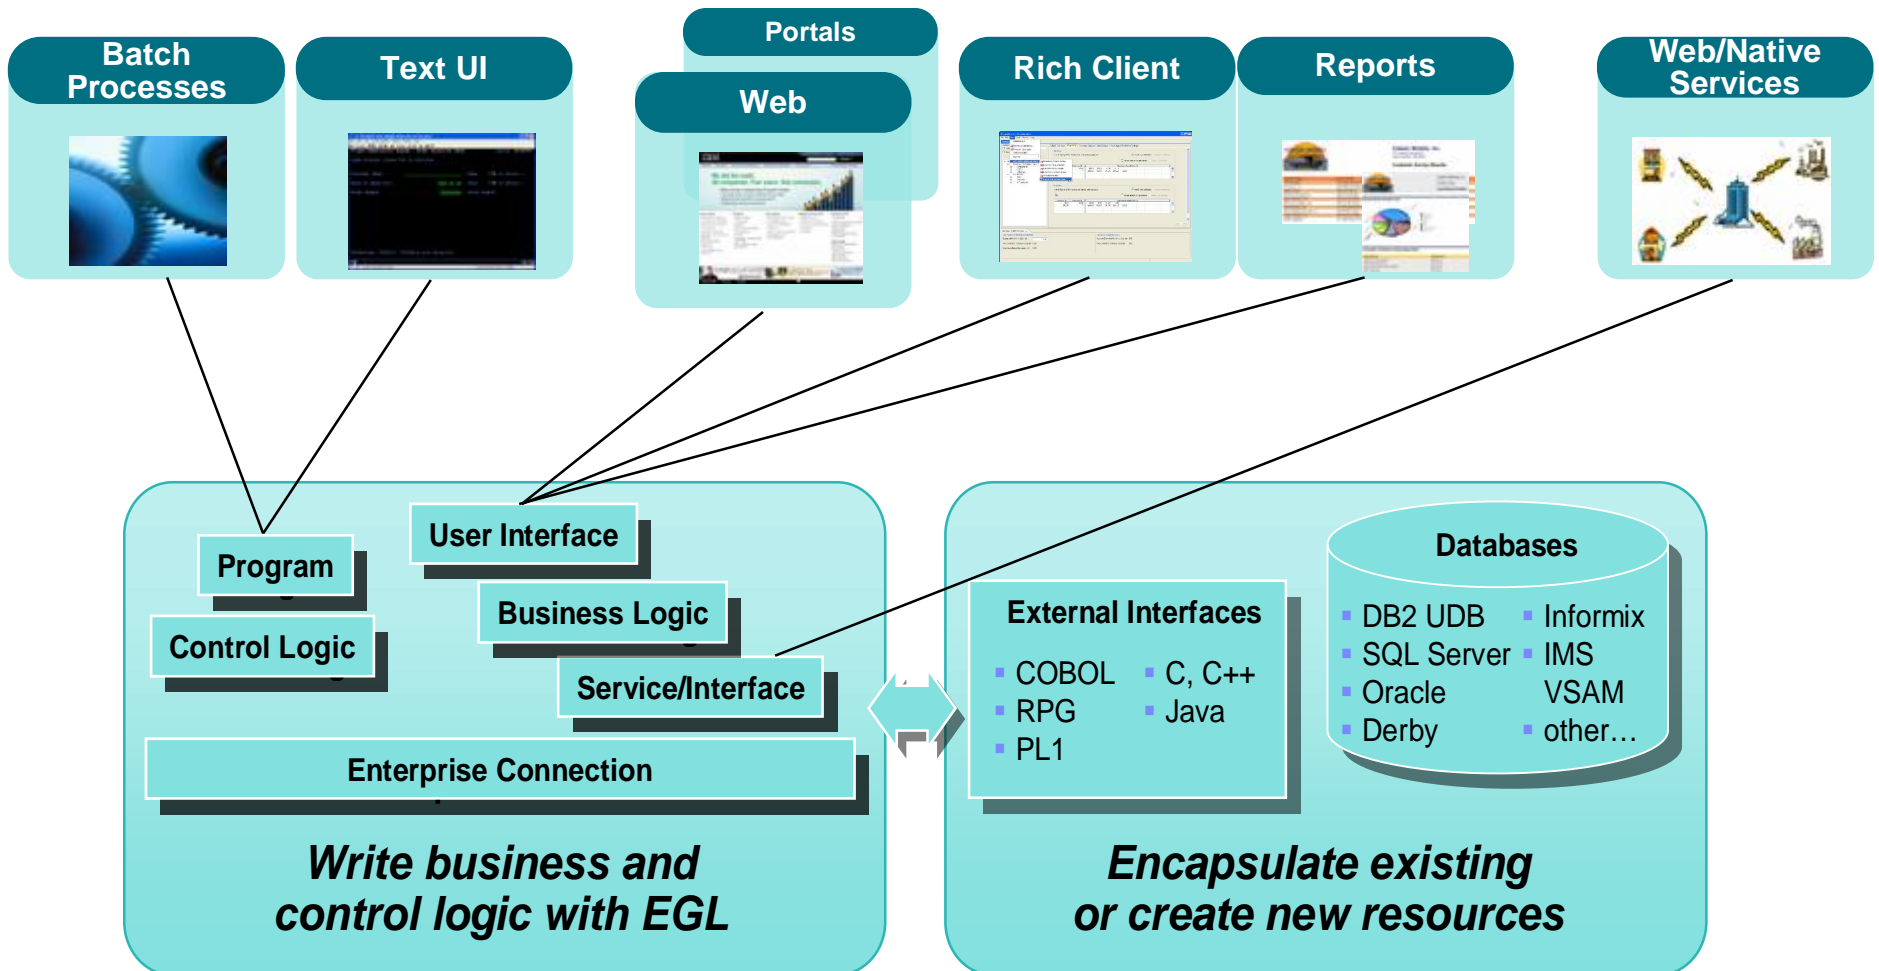 Batch
Processes
Text UI
Portals
Web
Rich Client
Reports
Web/Native
Services
User Interface
Program
Business Logic
Control Logic
Service/Interface
Enterprise Connection
Write business and
control logic with EGL
External Interfaces
COBOL
RPG
PL1
C, C++
Java
Databases
DB2 UDB
SQL Server
Oracle
Derby
Informix
IMS
VSAM
other…
Encapsulate existing
or create new resources